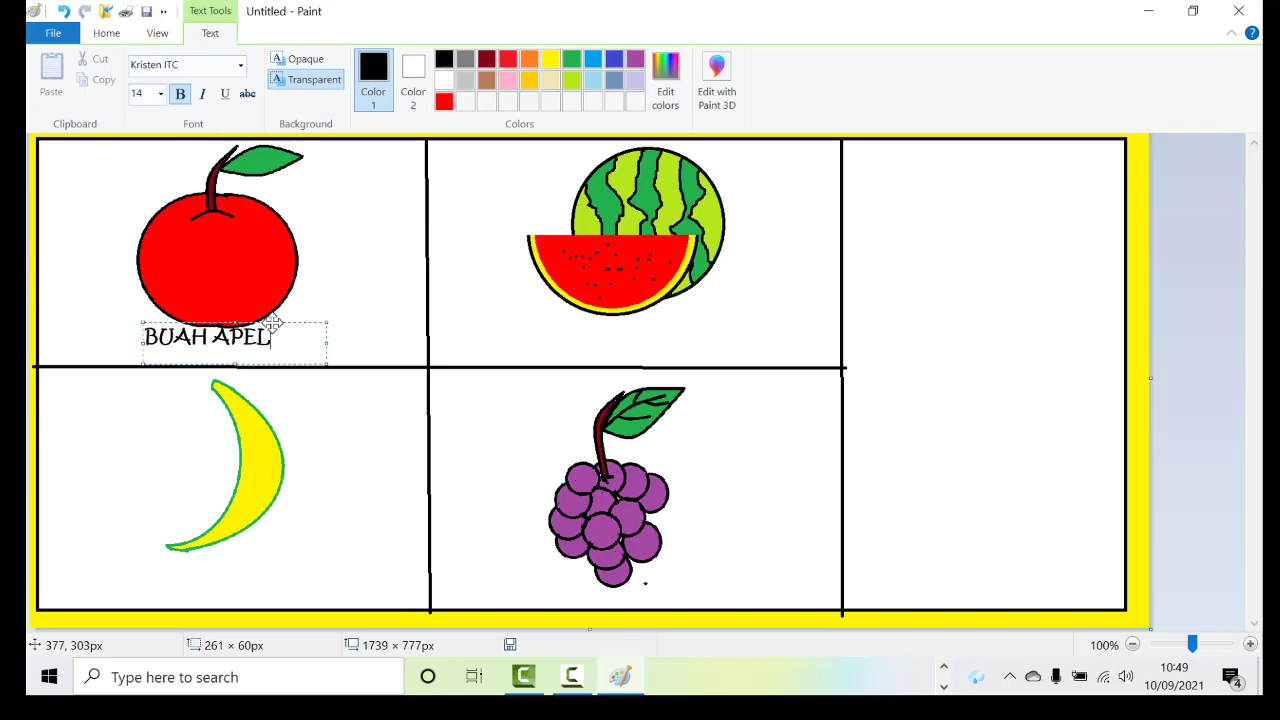 Text Tools
Untitled - Paint
File
Home
View
Text
Paste
Cut
Copy
Clipboard
Kristen ITC
14
B I U abc
Font
Opaque
Transparent
Background
Color 1
Color 2
Edit colors
Colors
Edit with Paint 3D
BUAH APEL
377, 303px
261 × 60px
1739 × 777px
100%
Type here to search
10:49
10/09/2021
4